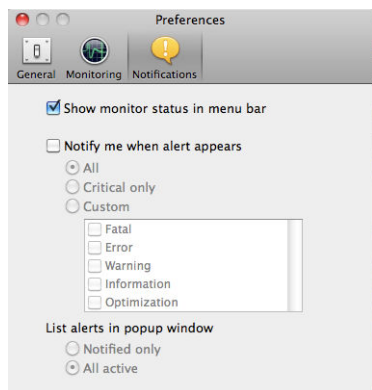 Preferences
General Monitoring Notifications
Show monitor status in menu bar
Notify me when alert appears
All
Critical only
Custom
Fatal
Error
Warning
Information
Optimization
List alerts in popup window
Notified only
All active